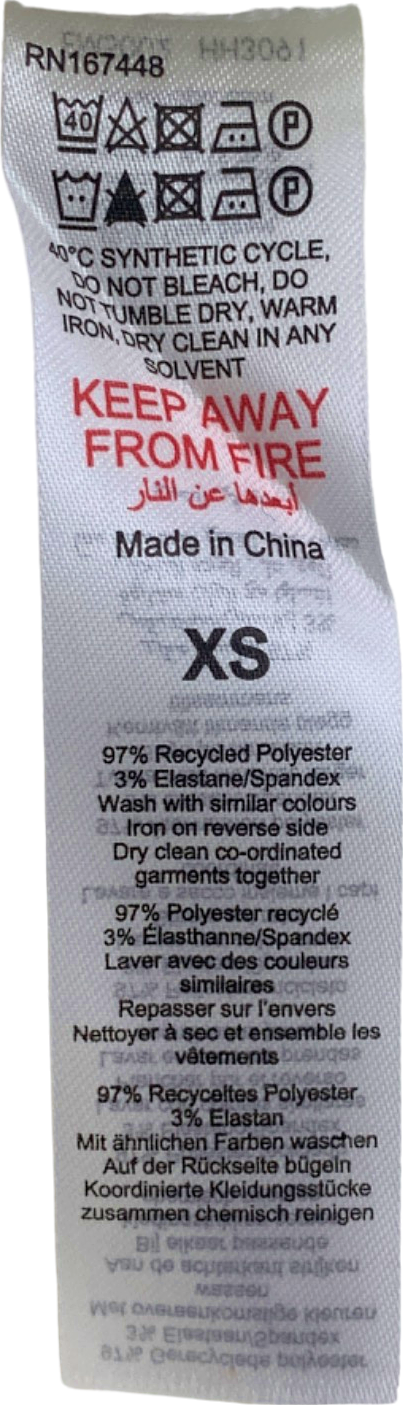 RN167448
40
P
P
40°C SYNTHETIC CYCLE,
DO NOT BLEACH, DO
NOT TUMBLE DRY, WARM
IRON, DRY CLEAN IN ANY
SOLVENT
KEEP AWAY
FROM FIRE
أبعدها عن النار
Made in China
XS
97% Recycled Polyester
3% Elastane/Spandex
Wash with similar colours
Iron on reverse side
Dry clean co-ordinated
garments together
97% Polyester recyclé
3% Élasthanne/Spandex
Laver avec des couleurs
similaires
Repasser sur l'envers
Nettoyer à sec et ensemble les
vêtements
97% Recyceltes Polyester
3% Elastan
Mit ähnlichen Farben waschen
Auf der Rückseite bügeln
Koordinierte Kleidungsstücke
zusammen chemisch reinigen